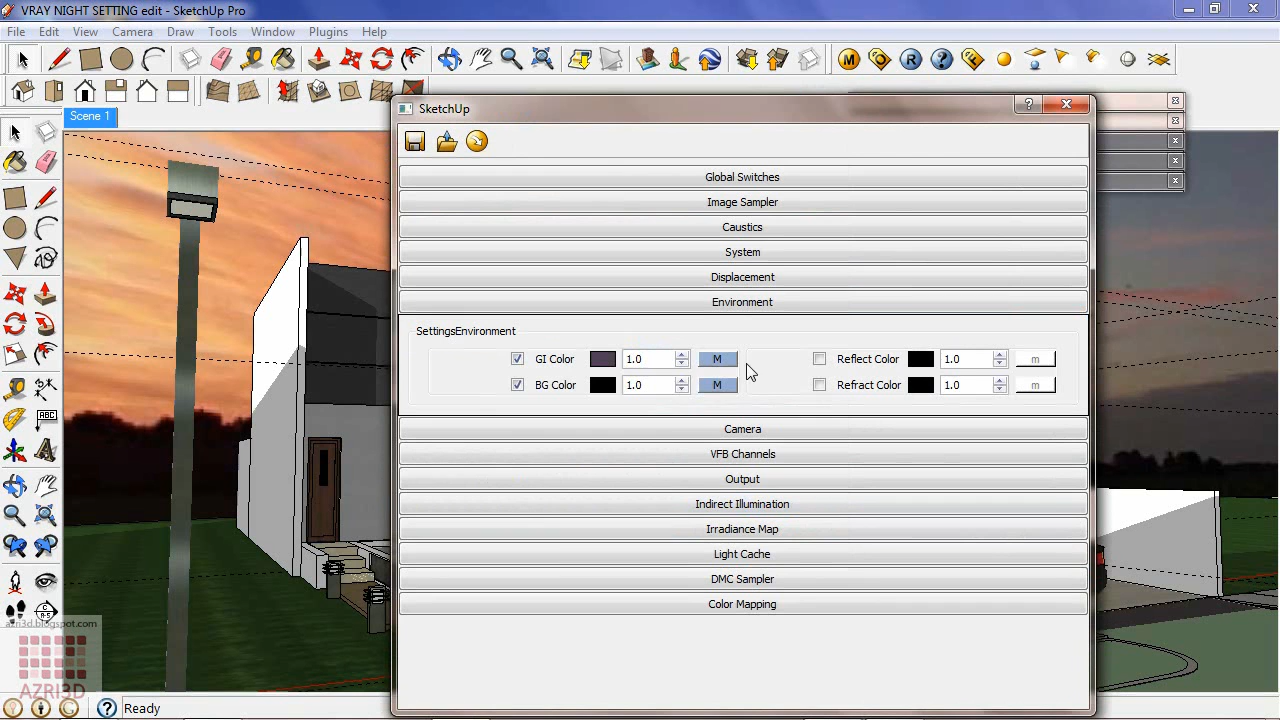 VRAY NIGHT SETTING edit - SketchUp Pro
File Edit View Camera Draw Tools Window Plugins Help
Scene 1
SketchUp
Global Switches
Image Sampler
Caustics
System
Displacement
Environment
SettingsEnvironment
GI Color 1.0 M Reflect Color 1.0 m
BG Color 1.0 M Refract Color 1.0 m
Camera
VFB Channels
Output
Indirect Illumination
Irradiance Map
Light Cache
DMC Sampler
Color Mapping
ABC
azri3d.blogspot.com
AZRI3D
Ready